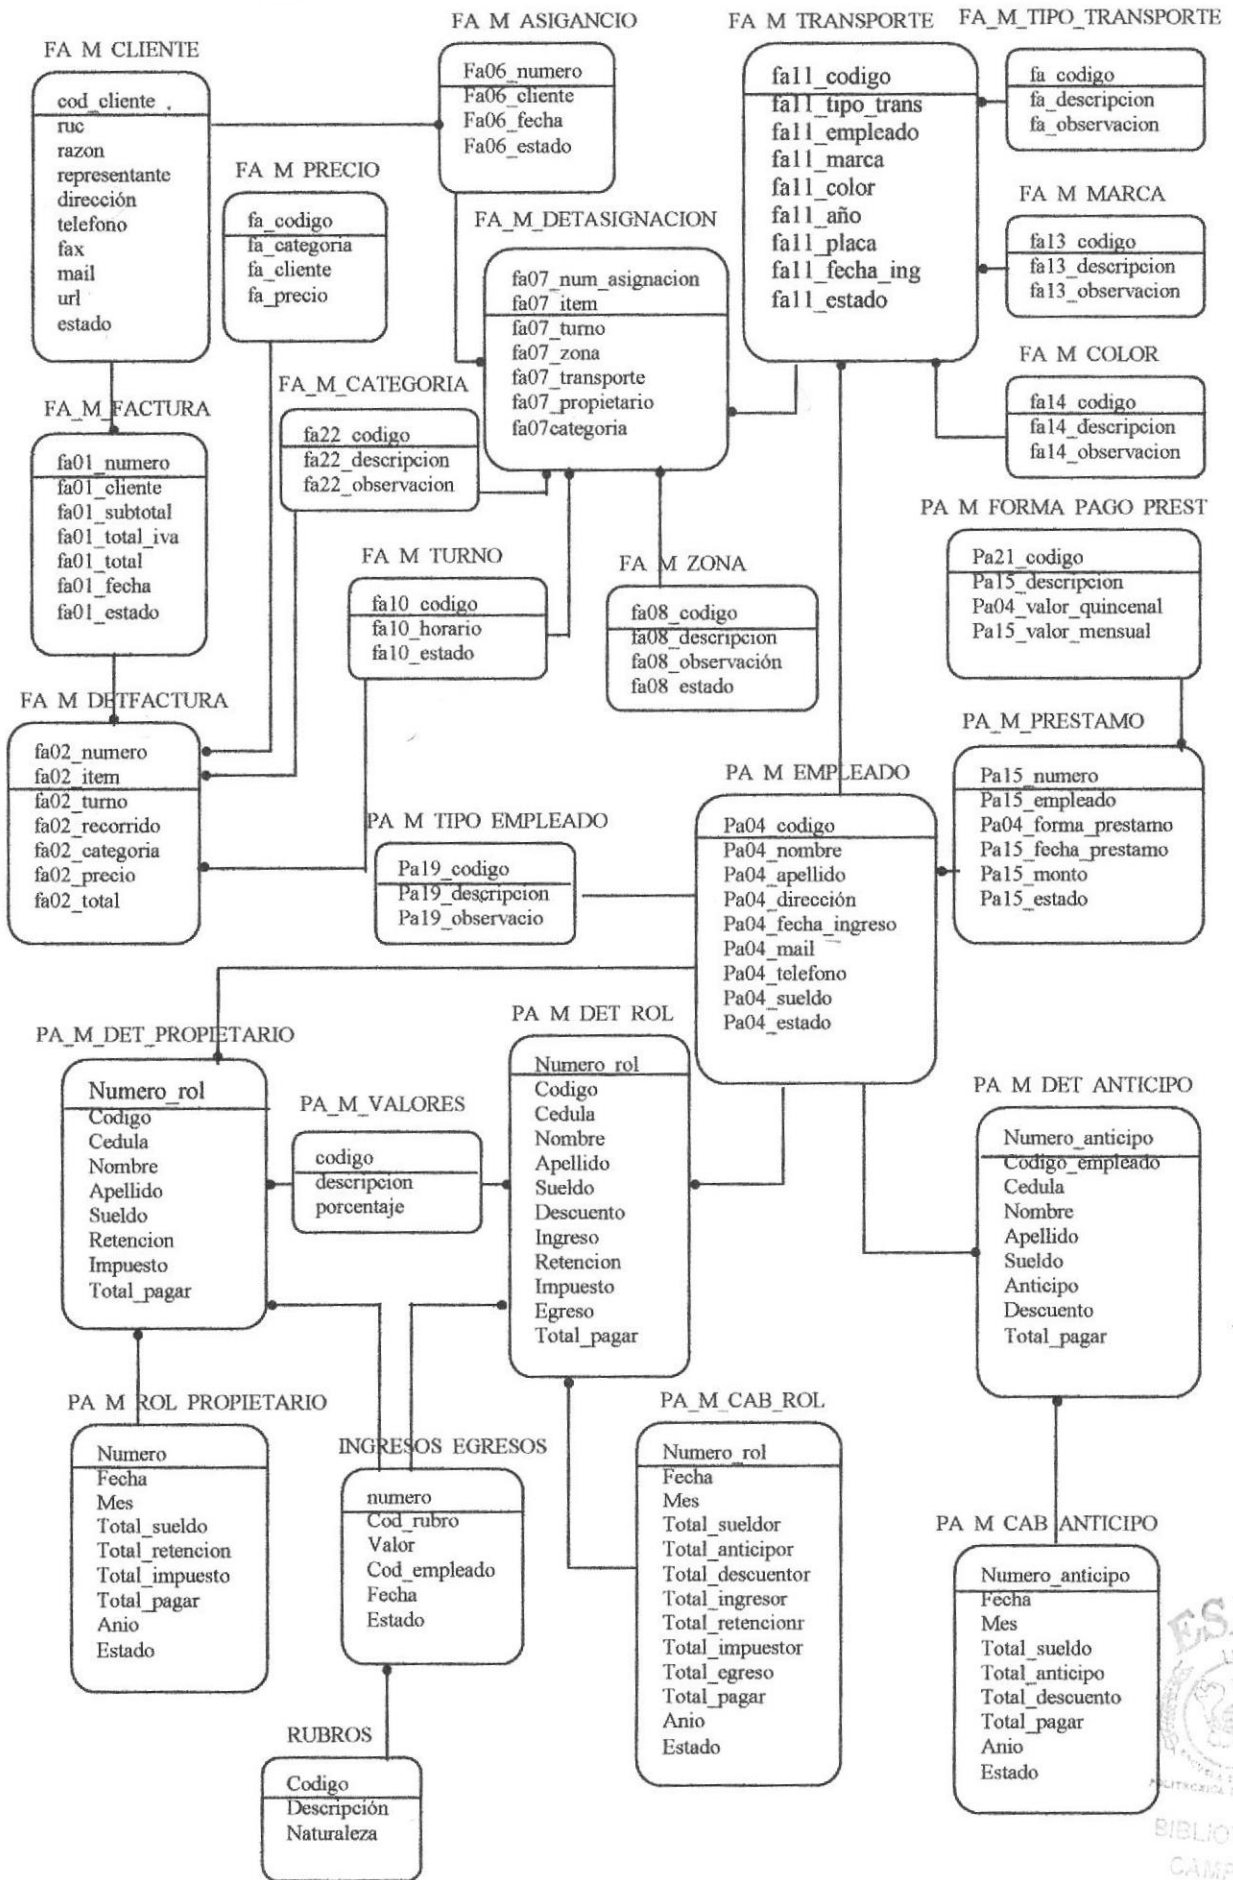 FA M CLIENTE
cod_cliente
ruc
razon
representante
dirección
telefono
fax
mail
url
estado
FA M ASIGANCIO
Fa06_numero
Fa06_cliente
Fa06_fecha
Fa06_estado
FA M TRANSPORTE
fa11_codigo
fa11_tipo_trans
fa11_empleado
fa11_marca
fa11_color
fa11_año
fa11_placa
fa11_fecha_ing
fa11_estado
FA_M_TIPO_TRANSPORTE
fa_codigo
fa_descripcion
fa_observacion
FA M PRECIO
fa_codigo
fa_categoria
fa_cliente
fa_precio
FA_M_DETASIGNACION
fa07_num_asignacion
fa07_item
fa07_turno
fa07_zona
fa07_transporte
fa07_propietario
fa07categoria
FA M MARCA
fa13_codigo
fa13_descripcion
fa13_observacion
FA M COLOR
fa14_codigo
fa14_descripcion
fa14_observacion
FA_M_FACTURA
fa01_numero
fa01_cliente
fa01_subtotal
fa01_total_iva
fa01_total
fa01_fecha
fa01_estado
FA_M_CATEGORIA
fa22_codigo
fa22_descripcion
fa22_observacion
FA M TURNO
fa10_codigo
fa10_horario
fa10_estado
FA M ZONA
fa08_codigo
fa08_descripcion
fa08_observación
fa08 estado
PA M FORMA PAGO PREST
Pa21_codigo
Pa15_descripcion
Pa04_valor_quincenal
Pa15_valor_mensual
FA M DETFACTURA
fa02_numero
fa02_item
fa02_turno
fa02_recorrido
fa02_categoria
fa02_precio
fa02_total
PA M TIPO EMPLEADO
Pa19_codigo
Pa19_descripcion
Pa19_observacio
PA M EMPLEADO
Pa04_codigo
Pa04_nombre
Pa04_apellido
Pa04_dirección
Pa04_fecha_ingreso
Pa04_mail
Pa04_telefono
Pa04_sueldo
Pa04_estado
PA_M_PRESTAMO
Pa15_numero
Pa15_empleado
Pa04_forma_prestamo
Pa15_fecha_prestamo
Pa15_monto
Pa15_estado
PA_M_DET_PROPIETARIO
Numero_rol
Codigo
Cedula
Nombre
Apellido
Sueldo
Retencion
Impuesto
Total_pagar
PA_M_VALORES
codigo
descripcion
porcentaje
PA M DET ROL
Numero_rol
Codigo
Cedula
Nombre
Apellido
Sueldo
Descuento
Ingreso
Retencion
Impuesto
Egreso
Total_pagar
PA M DET ANTICIPO
Numero_anticipo
Codigo_empleado
Cedula
Nombre
Apellido
Sueldo
Anticipo
Descuento
Total_pagar
PA M ROL PROPIETARIO
Numero
Fecha
Mes
Total_sueldo
Total_retencion
Total_impuesto
Total_pagar
Anio
Estado
INGRESOS EGRESOS
numero
Cod_rubro
Valor
Cod_empleado
Fecha
Estado
PA_M_CAB_ROL
Numero_rol
Fecha
Mes
Total_sueldor
Total_anticipor
Total_descuentor
Total_ingresor
Total_retencionr
Total_impuestor
Total_egreso
Total_pagar
Anio
Estado
PA M CAB ANTICIPO
Numero_anticipo
Fecha
Mes
Total_sueldo
Total_anticipo
Total_descuento
Total_pagar
Anio
Estado
RUBROS
Codigo
Descripción
Naturaleza